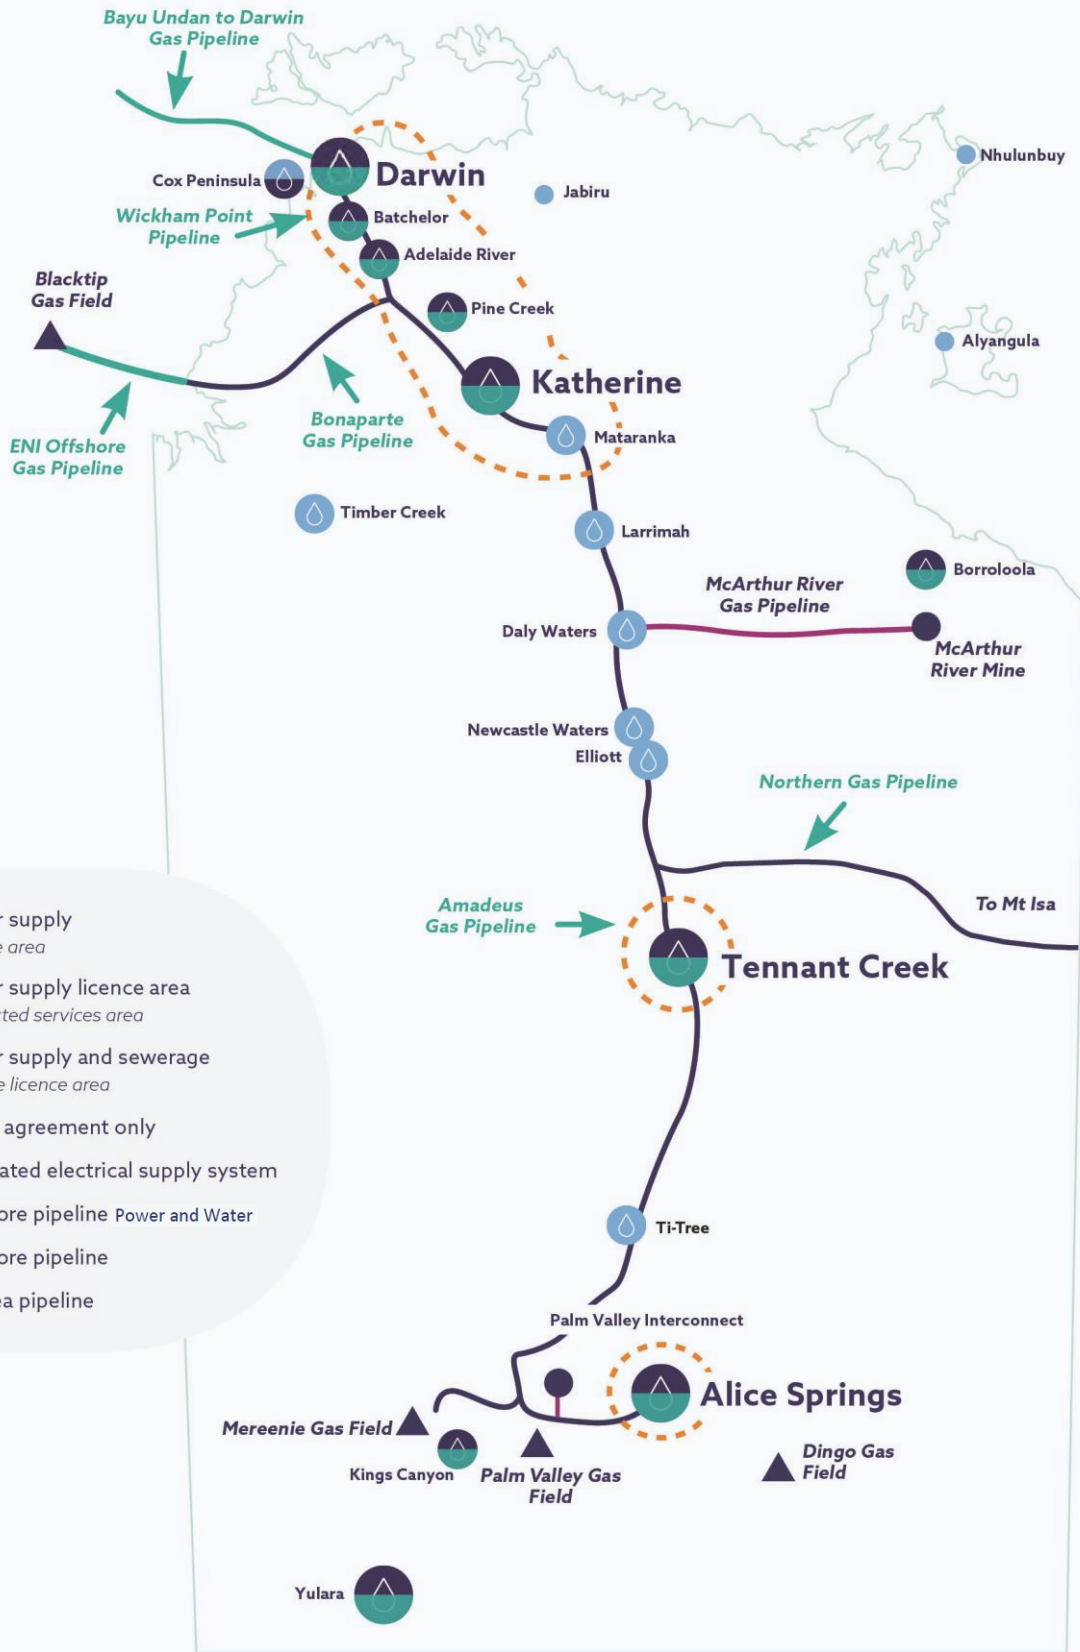 Bayu Undan to Darwin
Gas Pipeline
Nhulunbuy
Darwin
Cox Peninsula
Jabiru
Wickham Point
Pipeline
Batchelor
Adelaide River
Blacktip
Gas Field
Pine Creek
Alyangula
Katherine
Bonaparte
Gas Pipeline
ENI Offshore
Gas Pipeline
Mataranka
Timber Creek
Larrimah
Borroloola
McArthur River
Gas Pipeline
Daly Waters
McArthur
River Mine
Newcastle Waters
Elliott
Northern Gas Pipeline
To Mt Isa
Amadeus
Gas Pipeline
Tennant Creek
supply
area
supply licence area
services area
supply and sewerage
licence area
agreement only
electrical supply system
pipeline Power and Water
pipeline
pipeline
Ti-Tree
Palm Valley Interconnect
Alice Springs
Mereenie Gas Field
Kings Canyon
Palm Valley Gas
Field
Dingo Gas
Field
Yulara